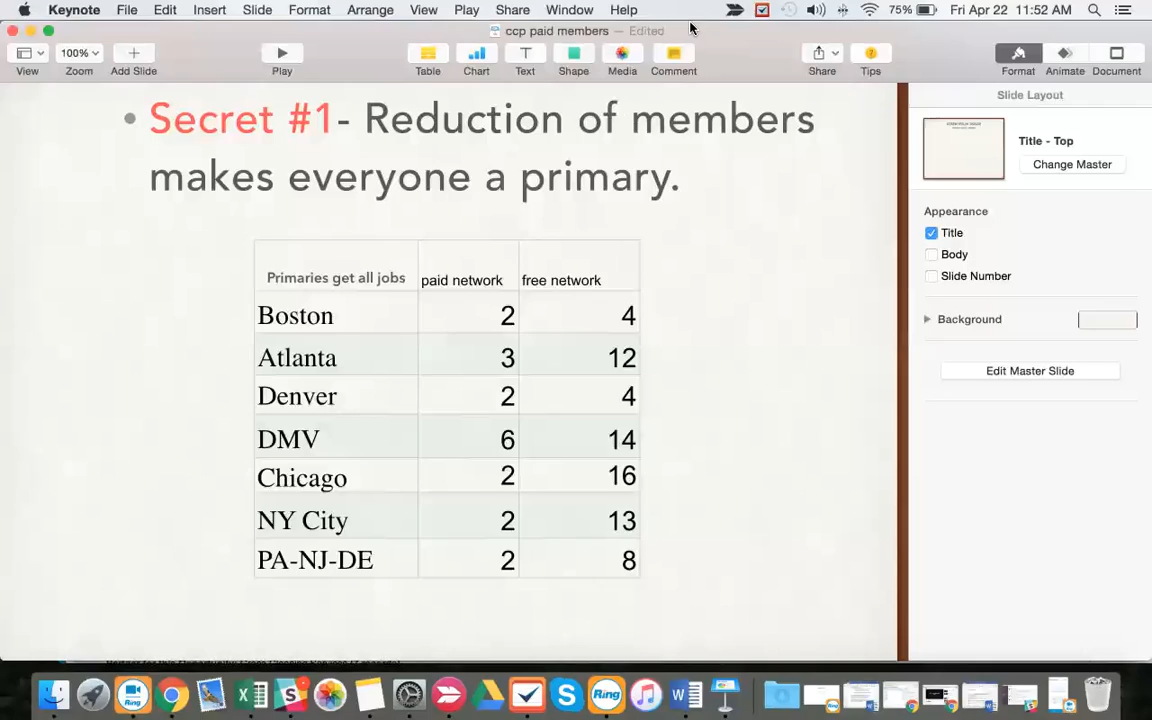 Keynote File Edit Insert Slide Format Arrange View Play Share Window Help 75% Fri Apr 22 11:52 AM
ccp paid members — Edited
100%
View Zoom Add Slide Play Table Chart Text Shape Media Comment Share Tips Format Animate Document
• Secret #1- Reduction of members
makes everyone a primary.
Primaries get all jobs paid network free network
Boston 2 4
Atlanta 3 12
Denver 2 4
DMV 6 14
Chicago 2 16
NY City 2 13
PA-NJ-DE 2 8
Slide Layout
Title - Top
Change Master
Appearance
Title
Body
Slide Number
Background
Edit Master Slide
Ring
Ring